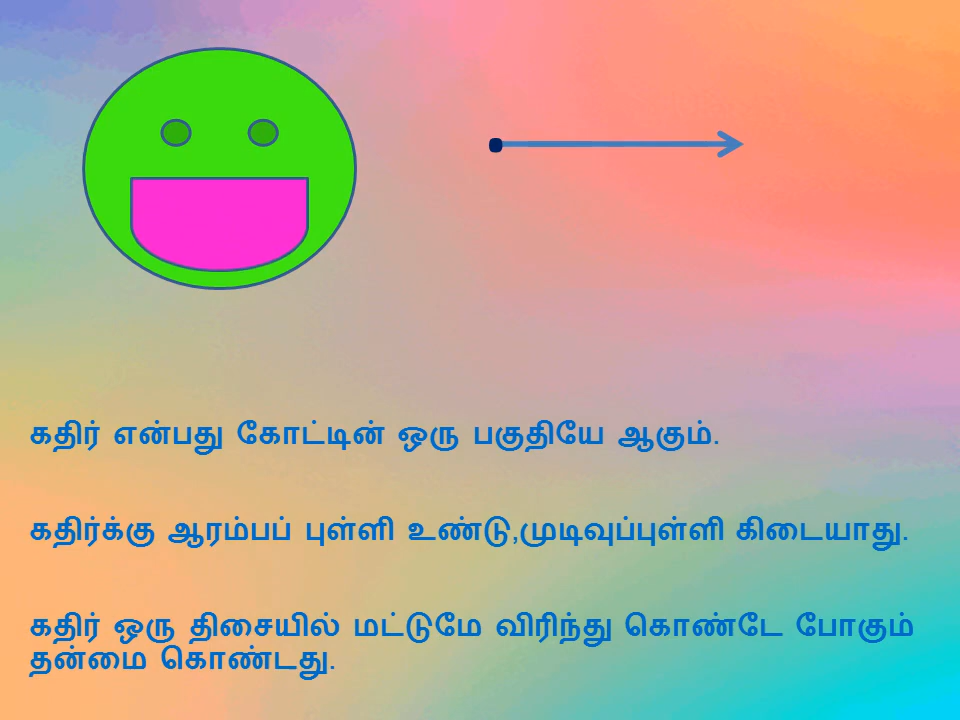 கதிர் என்பது கோட்டின் ஒரு பகுதியே ஆகும்.
கதிர்க்கு ஆரம்பப் புள்ளி உண்டு,முடிவுப்புள்ளி கிடையாது.
கதிர் ஒரு திசையில் மட்டுமே விரிந்து கொண்டே போகும்
தன்மை கொண்டது.